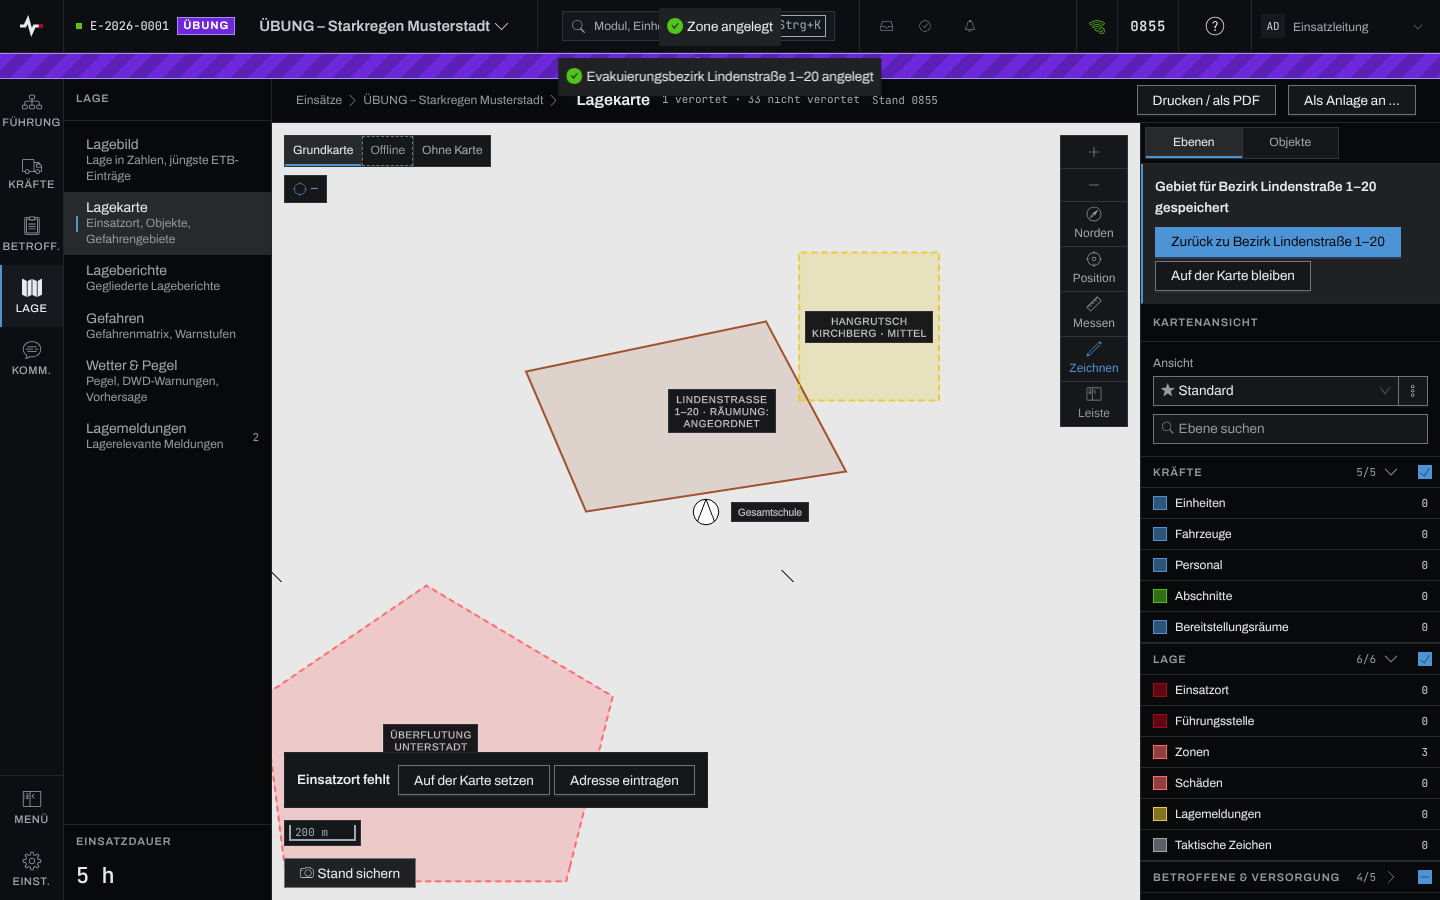 E-2026-0001 ÜBUNG
ÜBUNG – Starkregen Musterstadt
Modul, Einh
Strg+K
Zone angelegt
0855
AD Einsatzleitung
Evakuierungsbezirk Lindenstraße 1–20 angelegt
FÜHRUNG
KRÄFTE
BETROFF.
LAGE
KOMM.
MENÜ
EINST.
LAGE
Lagebild
Lage in Zahlen, jüngste ETB-
Einträge
Lagekarte
Einsatzort, Objekte,
Gefahrengebiete
Lageberichte
Gegliederte Lageberichte
Gefahren
Gefahrenmatrix, Warnstufen
Wetter & Pegel
Pegel, DWD-Warnungen,
Vorhersage
Lagemeldungen
Lagerelevante Meldungen
2
EINSATZDAUER
5 h
Einsätze
ÜBUNG – Starkregen Musterstadt
Lagekarte
1 verortet · 33 nicht verortet
Stand 0855
Drucken / als PDF
Als Anlage an ...
Grundkarte
Offline
Ohne Karte
–
+
−
Norden
Position
Messen
Zeichnen
Leiste
HANGRUTSCH
KIRCHBERG · MITTEL
LINDENSTRASSE
1–20 · RÄUMUNG:
ANGEORDNET
Gesamtschule
ÜBERFLUTUNG
UNTERSTADT
Einsatzort fehlt
Auf der Karte setzen
Adresse eintragen
200 m
Stand sichern
Ebenen
Objekte
Gebiet für Bezirk Lindenstraße 1–20
gespeichert
Zurück zu Bezirk Lindenstraße 1–20
Auf der Karte bleiben
KARTENANSICHT
Ansicht
Standard
Ebene suchen
KRÄFTE 5/5
Einheiten 0
Fahrzeuge 0
Personal 0
Abschnitte 0
Bereitstellungsräume 0
LAGE 6/6
Einsatzort 0
Führungsstelle 0
Zonen 3
Schäden 0
Lagemeldungen 0
Taktische Zeichen 0
BETROFFENE & VERSORGUNG 4/5